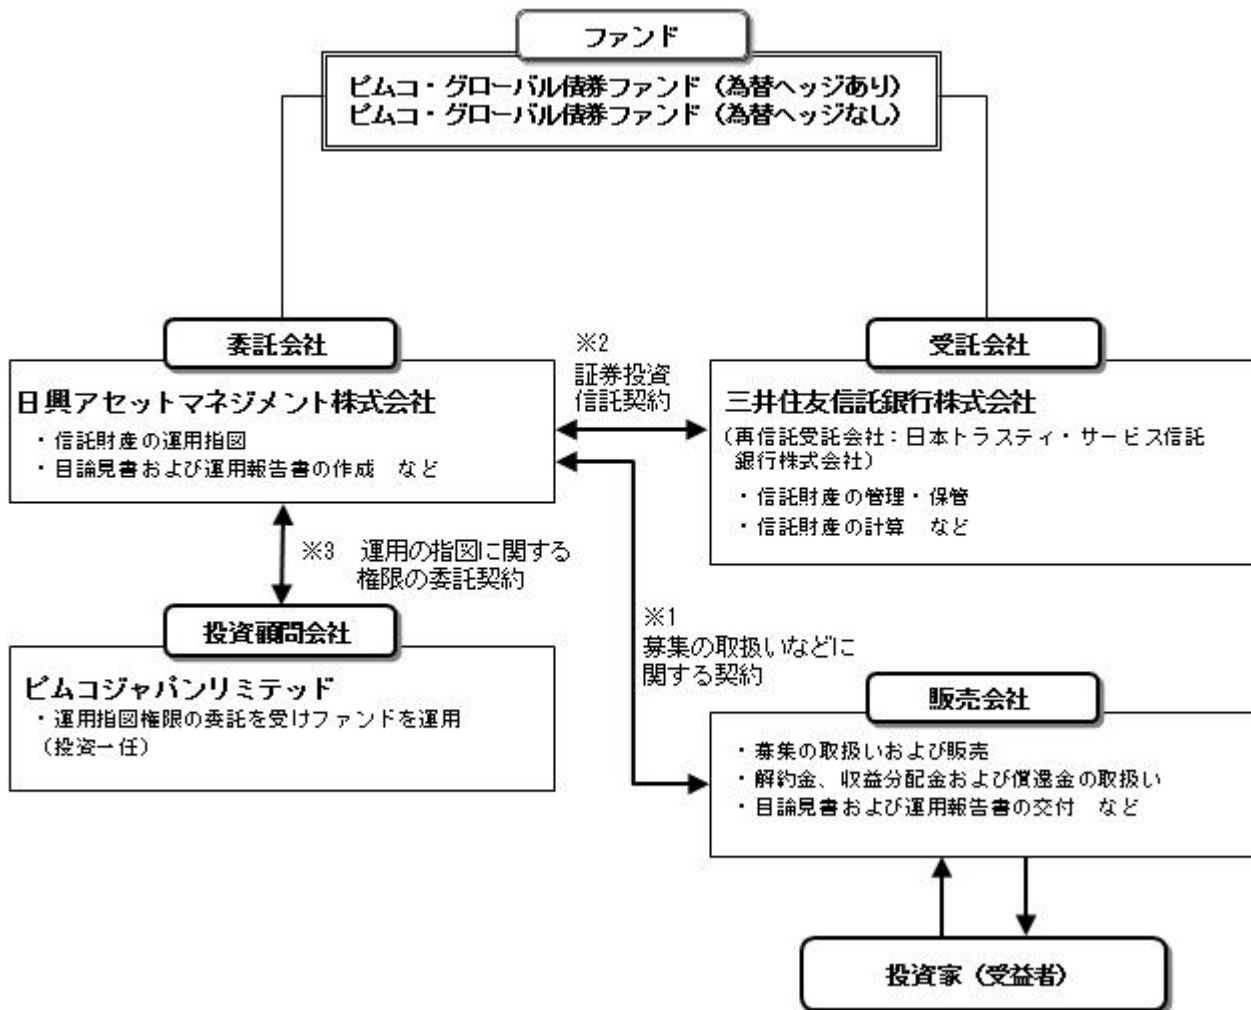 ファンド
ピムコ・グローバル債券ファンド（為替ヘッジあり）
ピムコ・グローバル債券ファンド（為替ヘッジなし）
委託会社
日興アセットマネジメント株式会社
・信託財産の運用指図
・目論見書および運用報告書の作成　など
※2
証券投資
信託契約
受託会社
三井住友信託銀行株式会社
（再信託受託会社：日本トラスティ・サービス信託
銀行株式会社）
・信託財産の管理・保管
・信託財産の計算　など
※3　運用の指図に関する
権限の委託契約
投資顧問会社
ピムコジャパンリミテッド
・運用指図権限の委託を受けファンドを運用
（投資一任）
※1
募集の取扱いなどに
関する契約
販売会社
・募集の取扱いおよび販売
・解約金、収益分配金および償還金の取扱い
・目論見書および運用報告書の交付　など
投資家（受益者）